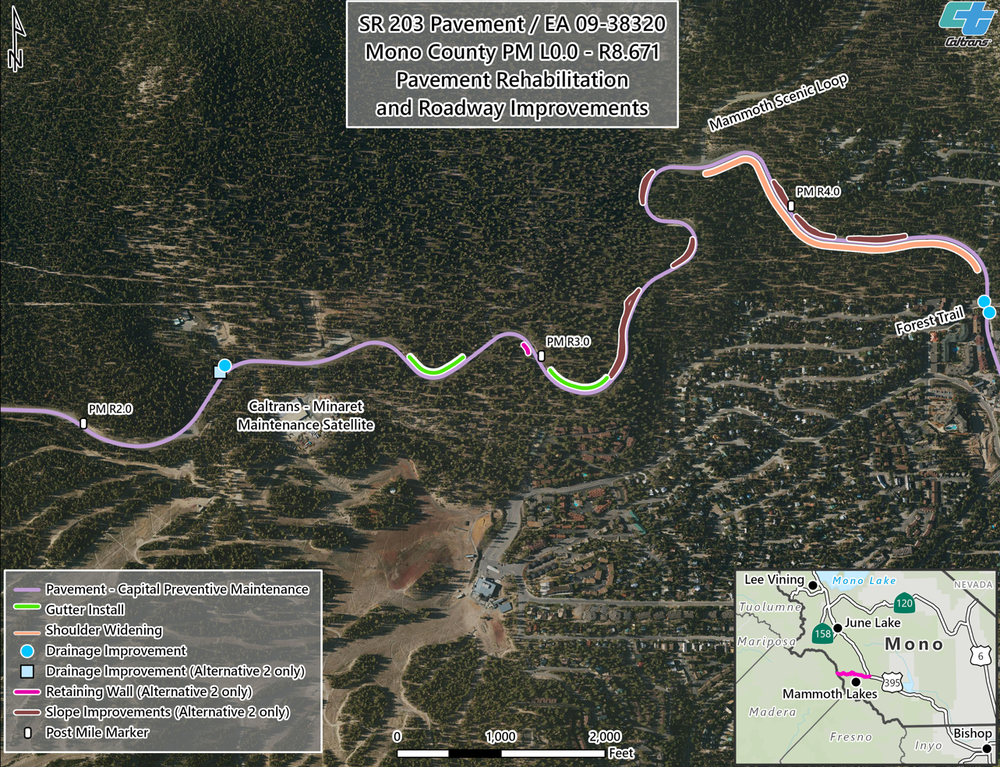 SR 203 Pavement / EA 09-38320
Mono County PM L0.0 - R8.671
Pavement Rehabilitation
and Roadway Improvements
N
Caltrans
Mammoth Scenic Loop
PM R4.0
Forest Trail
PM R3.0
PM R2.0
Caltrans - Minaret
Maintenance Satellite
Pavement - Capital Preventive Maintenance
Gutter Install
Shoulder Widening
Drainage Improvement
Drainage Improvement (Alternative 2 only)
Retaining Wall (Alternative 2 only)
Slope Improvements (Alternative 2 only)
Post Mile Marker
0 1,000 2,000
Feet
Lee Vining
Mono Lake
NEVADA
Tuolumne
120
June Lake
158
Mariposa
Mono
6
395
Mammoth Lakes
Madera
Fresno
Inyo
Bishop